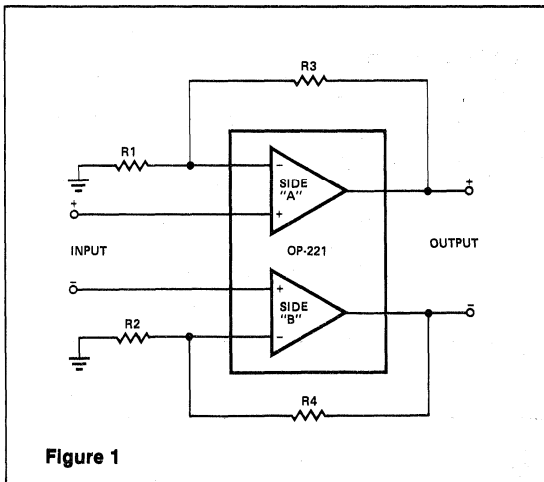 R3
R1
−
SIDE
"A"
+
+
+
INPUT
OP-221
OUTPUT
−
+
−
SIDE
"B"
−
R2
R4
Figure 1